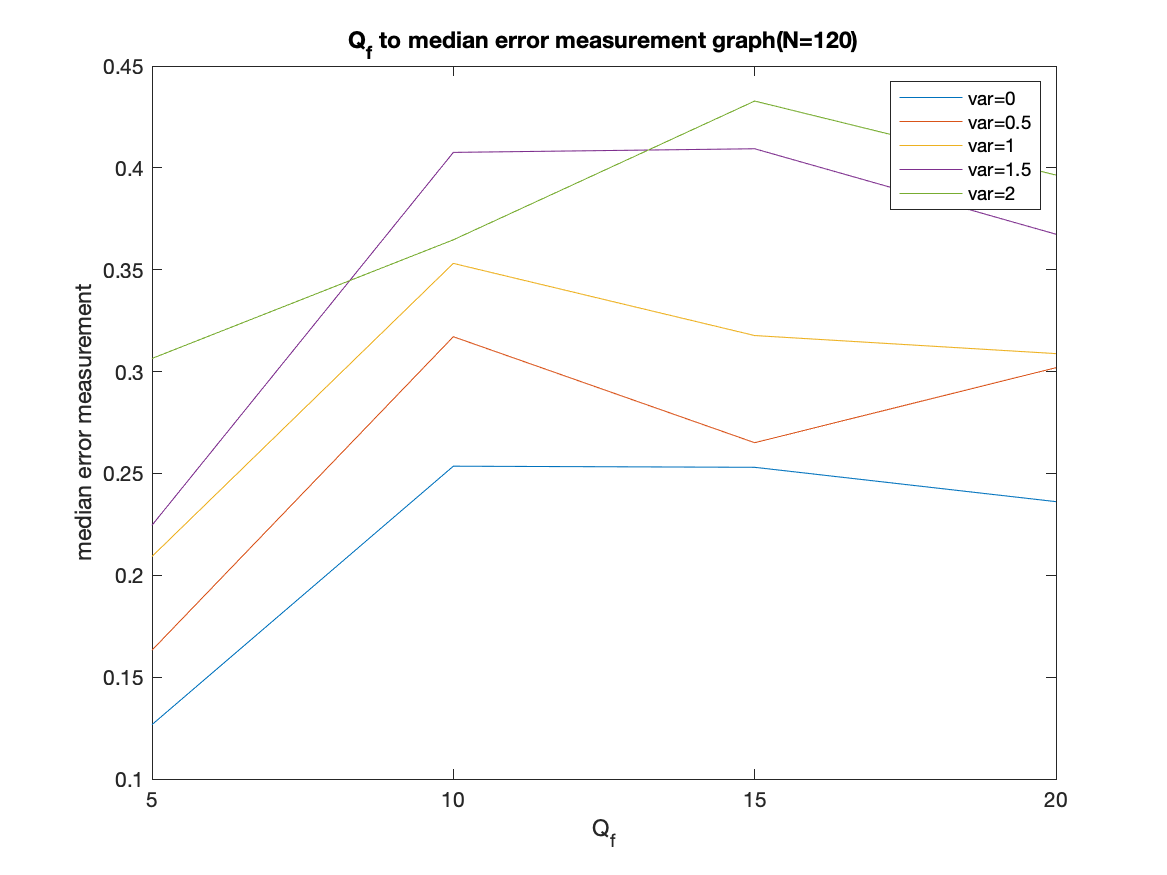 Q_f to median error measurement graph(N=120)
0.45
0.4
0.35
0.3
0.25
0.2
0.15
0.1
median error measurement
5
10
15
20
Q_f
var=0
var=0.5
var=1
var=1.5
var=2